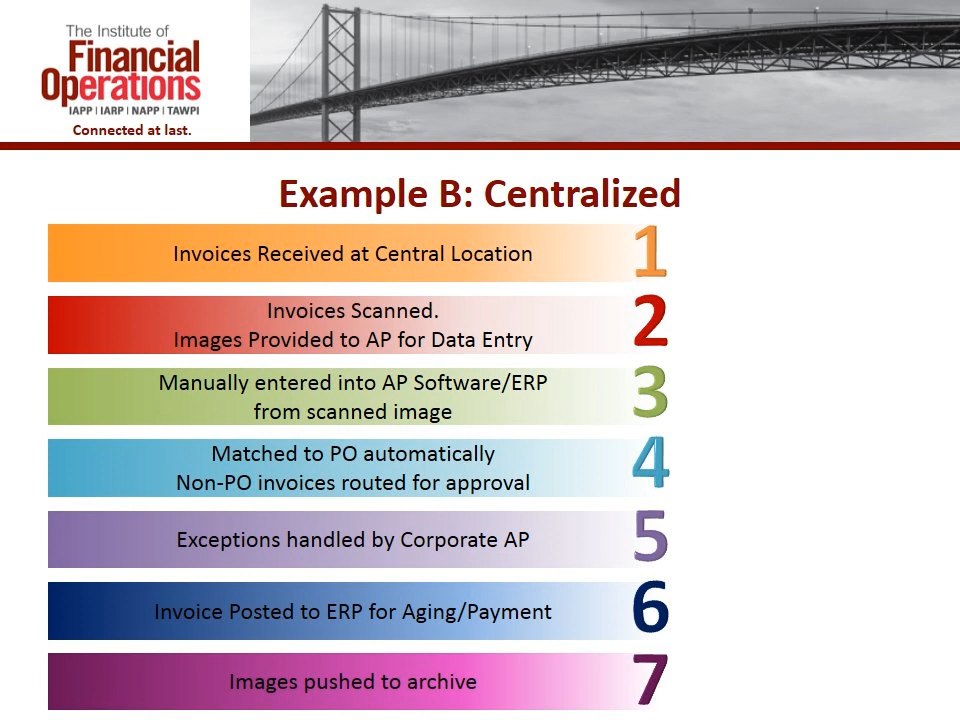 The Institute of
Financial
Operations
IAPP | IARP | NAPP | TAWPI
Connected at last.
Example B: Centralized
Invoices Received at Central Location
1
Invoices Scanned.
Images Provided to AP for Data Entry
2
Manually entered into AP Software/ERP
from scanned image
3
Matched to PO automatically
Non-PO invoices routed for approval
4
Exceptions handled by Corporate AP
5
Invoice Posted to ERP for Aging/Payment
6
Images pushed to archive
7